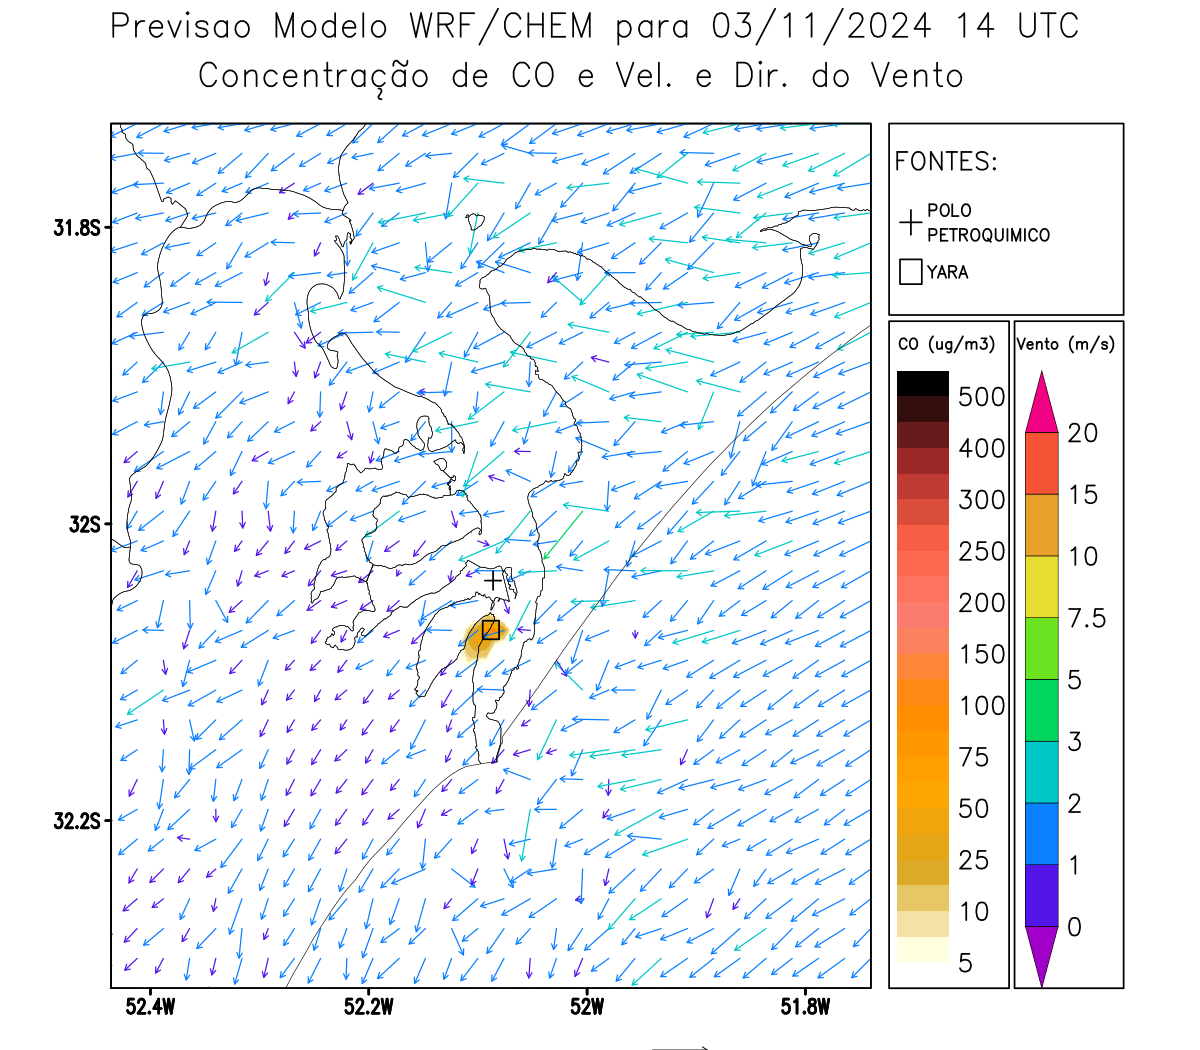 Previsao Modelo WRF/CHEM para 03/11/2024 14 UTC
Concentração de CO e Vel. e Dir. do Vento
FONTES:
POLO
PETROQUIMICO
YARA
CO (ug/m3)
500
400
300
250
200
150
100
75
50
25
10
5
Vento (m/s)
20
15
10
7.5
5
3
2
1
0
31.8S
32S
32.2S
52.4W
52.2W
52W
51.8W